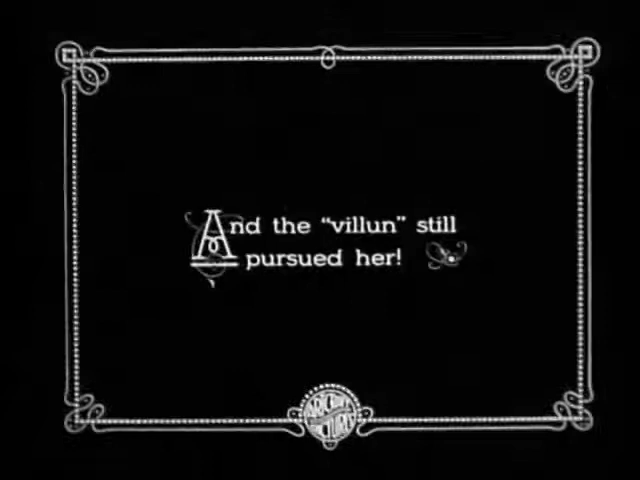 And the “villun” still
pursued her!